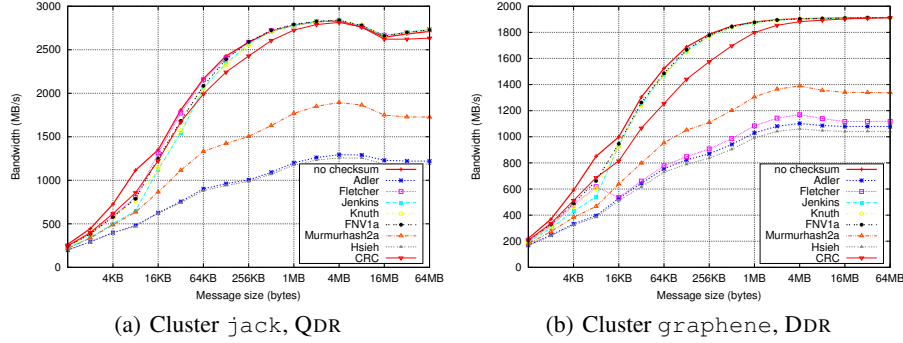 3000
2500
2000
1500
1000
500
0
Bandwidth (MB/s)
4KB 16KB 64KB 256KB 1MB 4MB 16MB 64MB
Message size (bytes)
no checksum
Adler
Fletcher
Jenkins
Knuth
FNV1a
Murmurhash2a
Hsieh
CRC
(a) Cluster jack, QDR
2000
1800
1600
1400
1200
1000
800
600
400
200
0
Bandwidth (MB/s)
4KB 16KB 64KB 256KB 1MB 4MB 16MB 64MB
Message size (bytes)
no checksum
Adler
Fletcher
Jenkins
Knuth
FNV1a
Murmurhash2a
Hsieh
CRC
(b) Cluster graphene, DDR